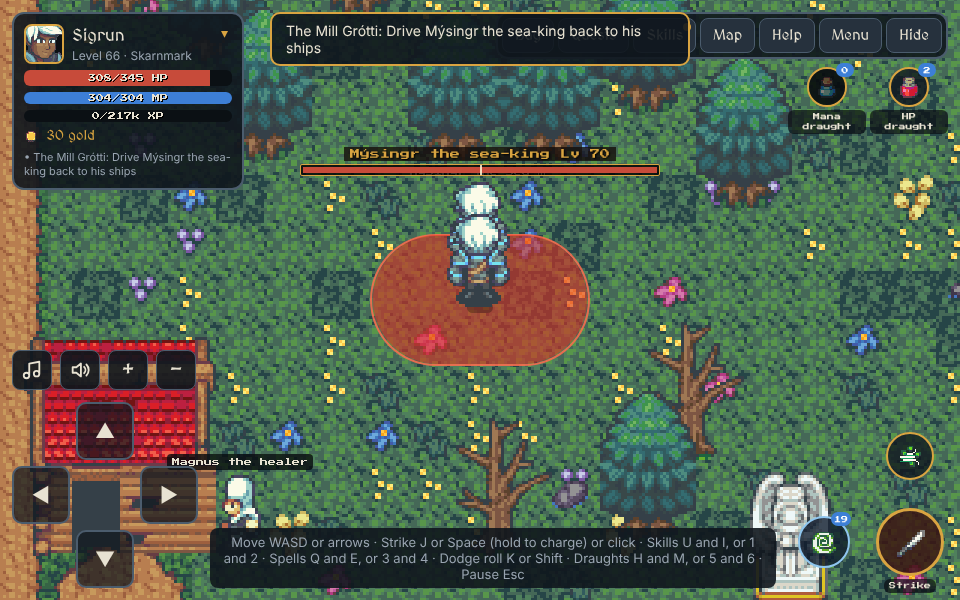 Sigrun
Level 66 · Skarnmark
308/345 HP
304/304 MP
0/217k XP
30 gold
• The Mill Grótti: Drive Mýsingr the sea-
king back to his ships
The Mill Grótti: Drive Mýsingr the sea-king back to his
ships
Skills
Map
Help
Menu
Hide
0
Mana
draught
2
HP
draught
Mýsingr the sea-king Lv 70
+
−
Magnus the healer
Move WASD or arrows · Strike J or Space (hold to charge) or click · Skills U and I, or 1
and 2 · Spells Q and E, or 3 and 4 · Dodge roll K or Shift · Draughts H and M, or 5 and 6 ·
Pause Esc
19
Strike